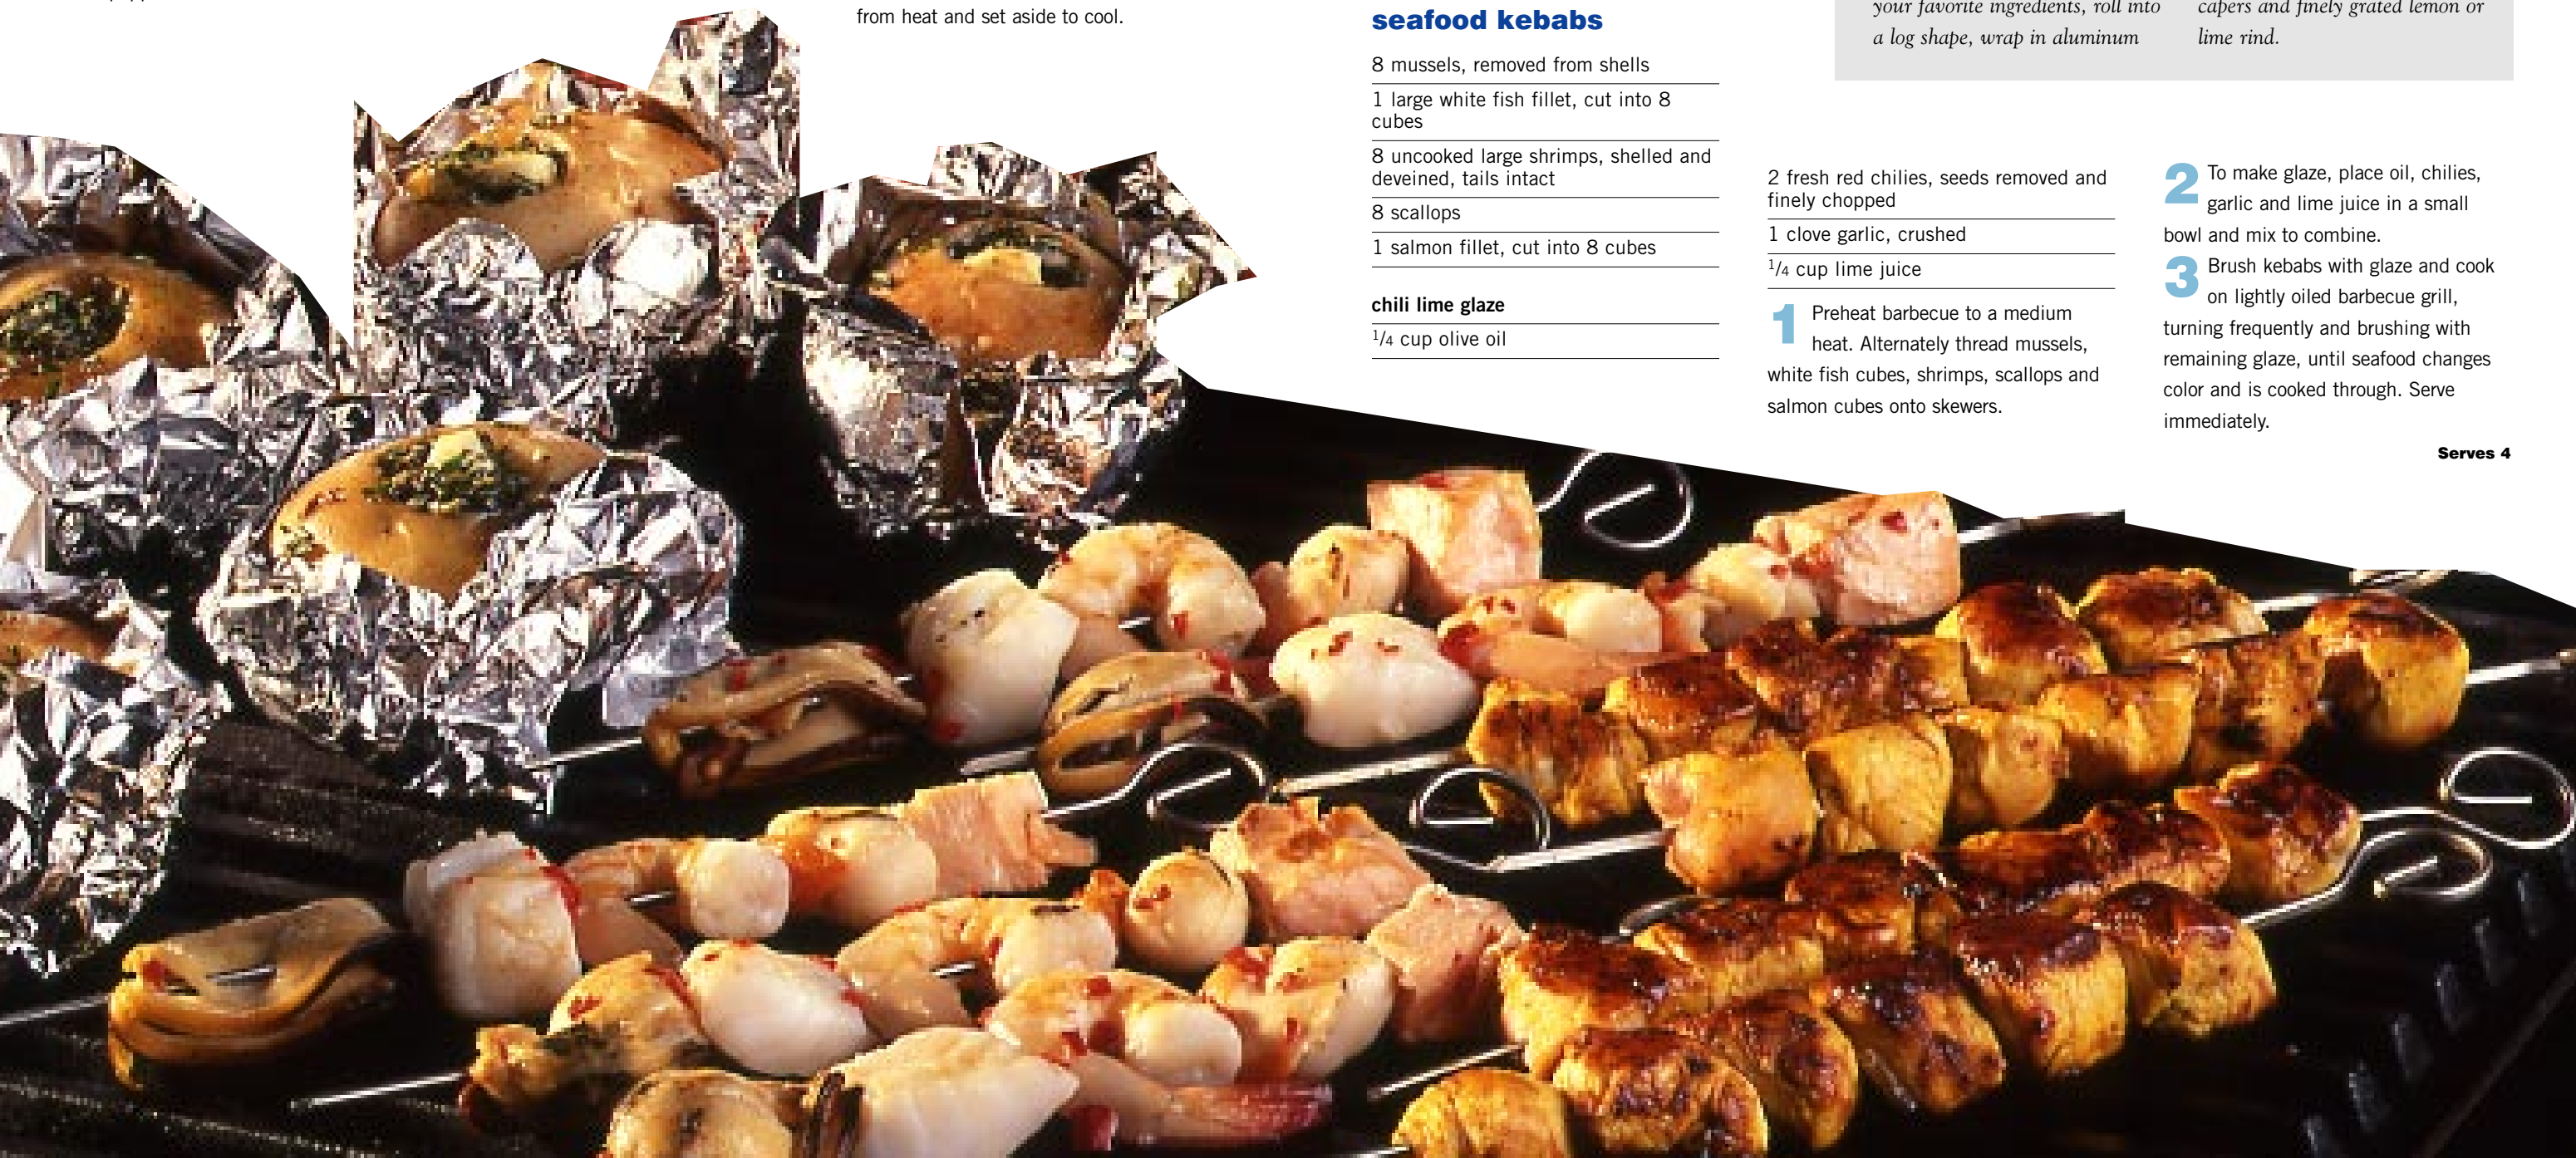 from heat and set aside to cool.
seafood kebabs
8 mussels, removed from shells
1 large white fish fillet, cut into 8
cubes
8 uncooked large shrimps, shelled and
deveined, tails intact
8 scallops
1 salmon fillet, cut into 8 cubes
chili lime glaze
1/4 cup olive oil
your favorite ingredients, roll into
a log shape, wrap in aluminum
capers and finely grated lemon or
lime rind.
2 fresh red chilies, seeds removed and
finely chopped
1 clove garlic, crushed
1/4 cup lime juice
1 Preheat barbecue to a medium
heat. Alternately thread mussels,
white fish cubes, shrimps, scallops and
salmon cubes onto skewers.
2 To make glaze, place oil, chilies,
garlic and lime juice in a small
bowl and mix to combine.
3 Brush kebabs with glaze and cook
on lightly oiled barbecue grill,
turning frequently and brushing with
remaining glaze, until seafood changes
color and is cooked through. Serve
immediately.
Serves 4